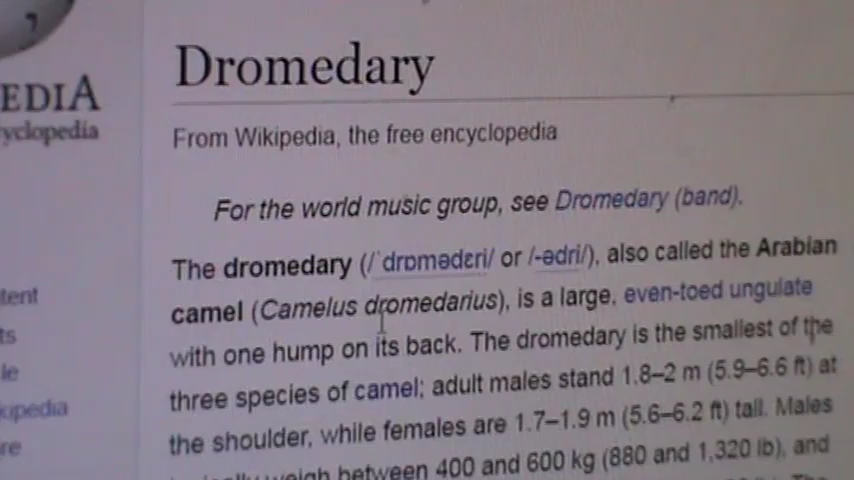 Dromedary
EDIA
yclopedia
From Wikipedia, the free encyclopedia
For the world music group, see Dromedary (band).
The dromedary (/ˈdrɒmədɛri/ or /-ədri/), also called the Arabian
camel (Camelus dromedarius), is a large, even-toed ungulate
with one hump on its back. The dromedary is the smallest of the
three species of camel; adult males stand 1.8–2 m (5.9–6.6 ft) at
the shoulder, while females are 1.7–1.9 m (5.6–6.2 ft) tall. Males
weigh between 400 and 600 kg (880 and 1,320 lb), and
The
tent
ts
le
kipedia
re